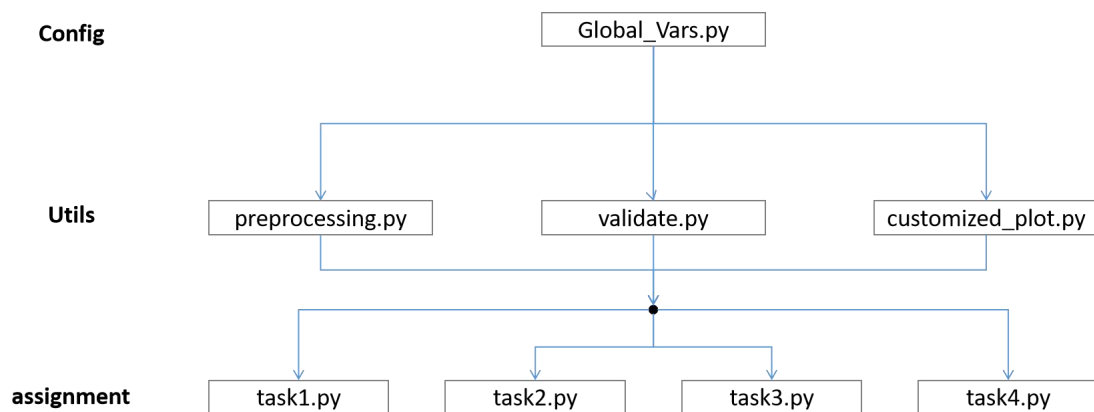 Config
Global_Vars.py
Utils
preprocessing.py
validate.py
customized_plot.py
assignment
task1.py
task2.py
task3.py
task4.py